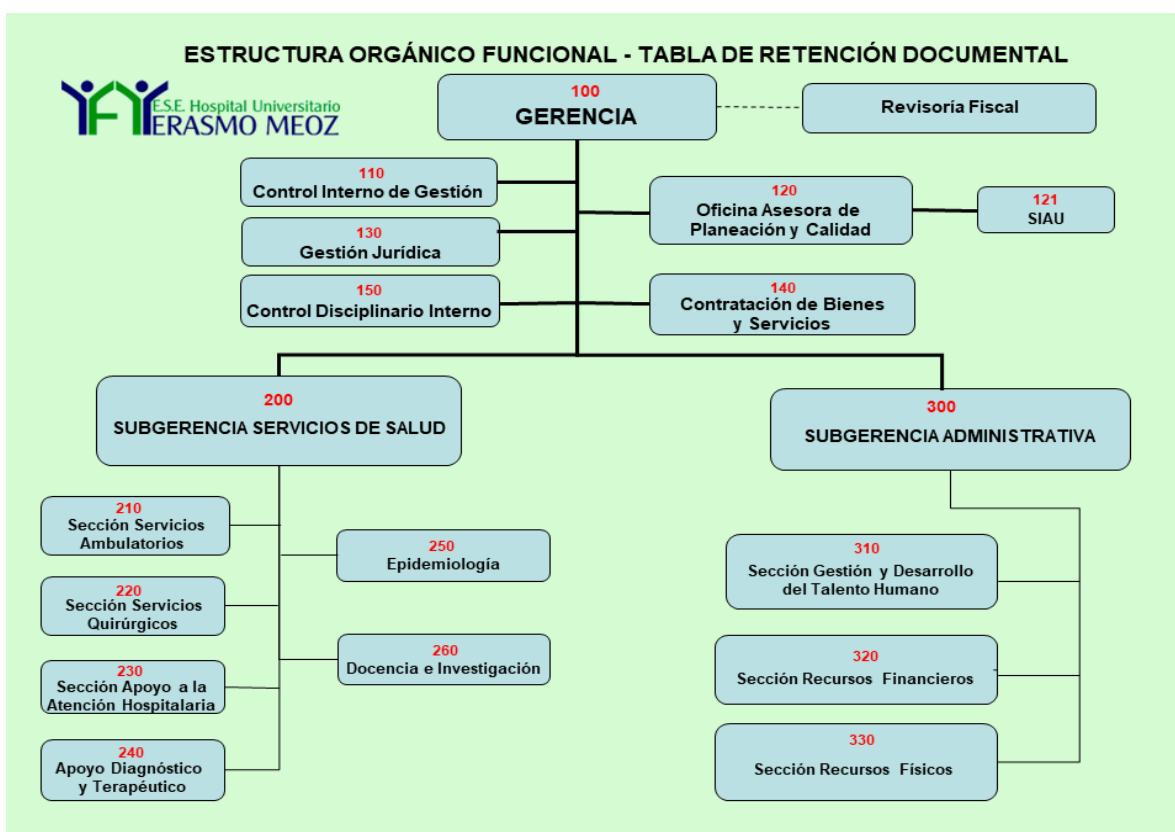 ESTRUCTURA ORGÁNICO FUNCIONAL - TABLA DE RETENCIÓN DOCUMENTAL
E.S.E. Hospital Universitario
ERASMO MEOZ
100
GERENCIA
Revisoría Fiscal
110
Control Interno de Gestión
120
Oficina Asesora de
Planeación y Calidad
121
SIAU
130
Gestión Jurídica
150
Control Disciplinario Interno
140
Contratación de Bienes
y Servicios
200
SUBGERENCIA SERVICIOS DE SALUD
300
SUBGERENCIA ADMINISTRATIVA
210
Sección Servicios
Ambulatorios
220
Sección Servicios
Quirúrgicos
230
Sección Apoyo a la
Atención Hospitalaria
240
Apoyo Diagnóstico
y Terapéutico
250
Epidemiología
260
Docencia e Investigación
310
Sección Gestión y Desarrollo
del Talento Humano
320
Sección Recursos Financieros
330
Sección Recursos Físicos